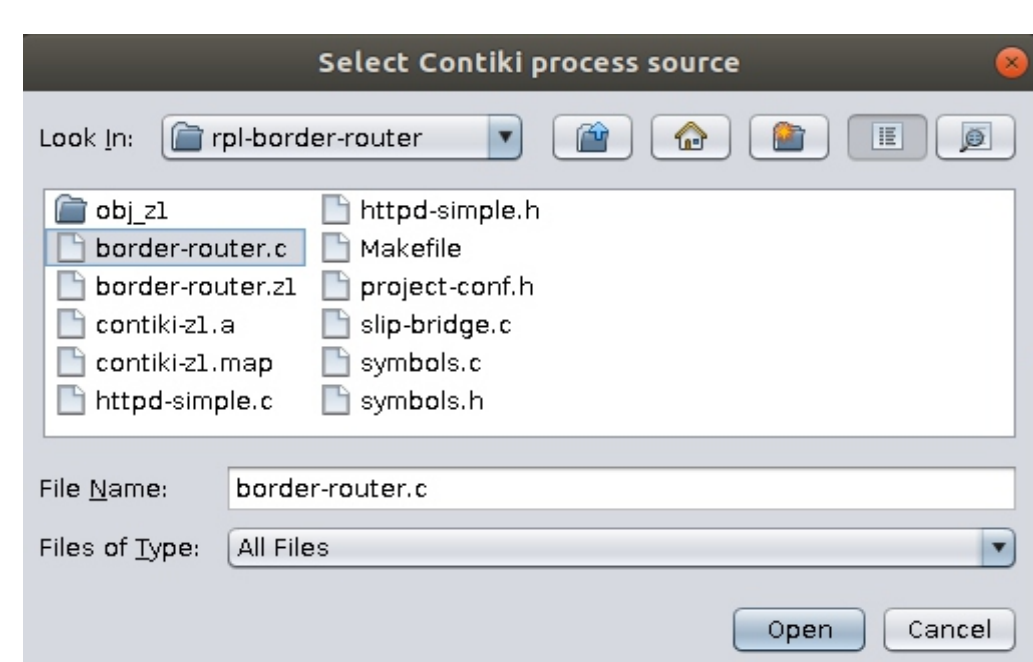 Select Contiki process source
Look In: rpl-border-router
obj_z1 httpd-simple.h
border-router.c Makefile
border-router.z1 project-conf.h
contiki-z1.a slip-bridge.c
contiki-z1.map symbols.c
httpd-simple.c symbols.h
File Name: border-router.c
Files of Type: All Files
Open Cancel